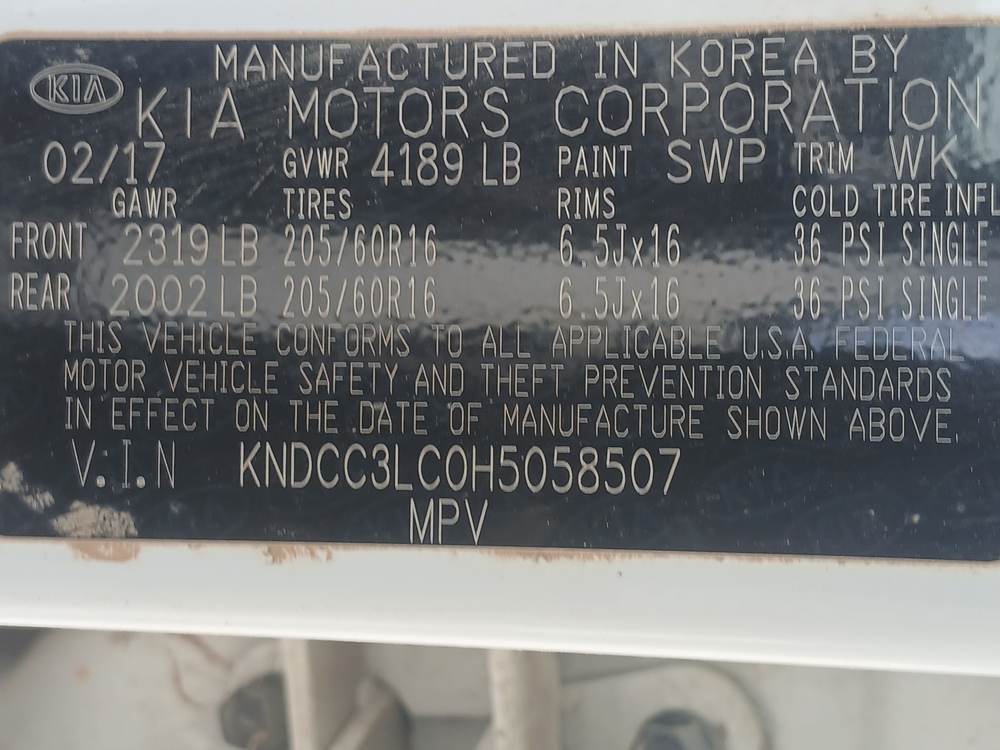 KIA
MANUFACTURED IN KOREA BY
KIA MOTORS CORPORATION
02/17 GVWR 4189 LB PAINT SWP TRIM WK
GAWR TIRES RIMS COLD TIRE INFL
FRONT 2319 LB 205/60R16 6.5Jx16 36 PSI SINGLE
REAR 2002 LB 205/60R16 6.5Jx16 36 PSI SINGLE
THIS VEHICLE CONFORMS TO ALL APPLICABLE U.S.A. FEDERAL
MOTOR VEHICLE SAFETY AND THEFT PREVENTION STANDARDS
IN EFFECT ON THE DATE OF MANUFACTURE SHOWN ABOVE.
V.I.N KNDCC3LC0H5058507
MPV